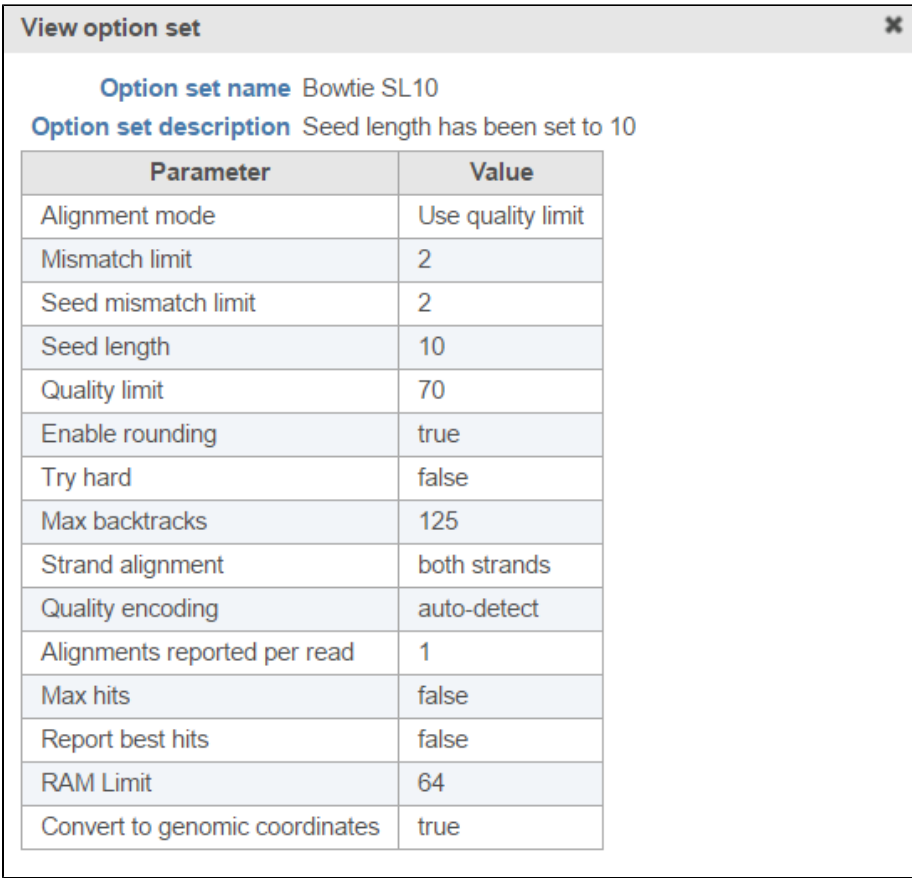 View option set
Option set name Bowtie SL10
Option set description Seed length has been set to 10
Parameter Value
Alignment mode Use quality limit
Mismatch limit 2
Seed mismatch limit 2
Seed length 10
Quality limit 70
Enable rounding true
Try hard false
Max backtracks 125
Strand alignment both strands
Quality encoding auto-detect
Alignments reported per read 1
Max hits false
Report best hits false
RAM Limit 64
Convert to genomic coordinates true